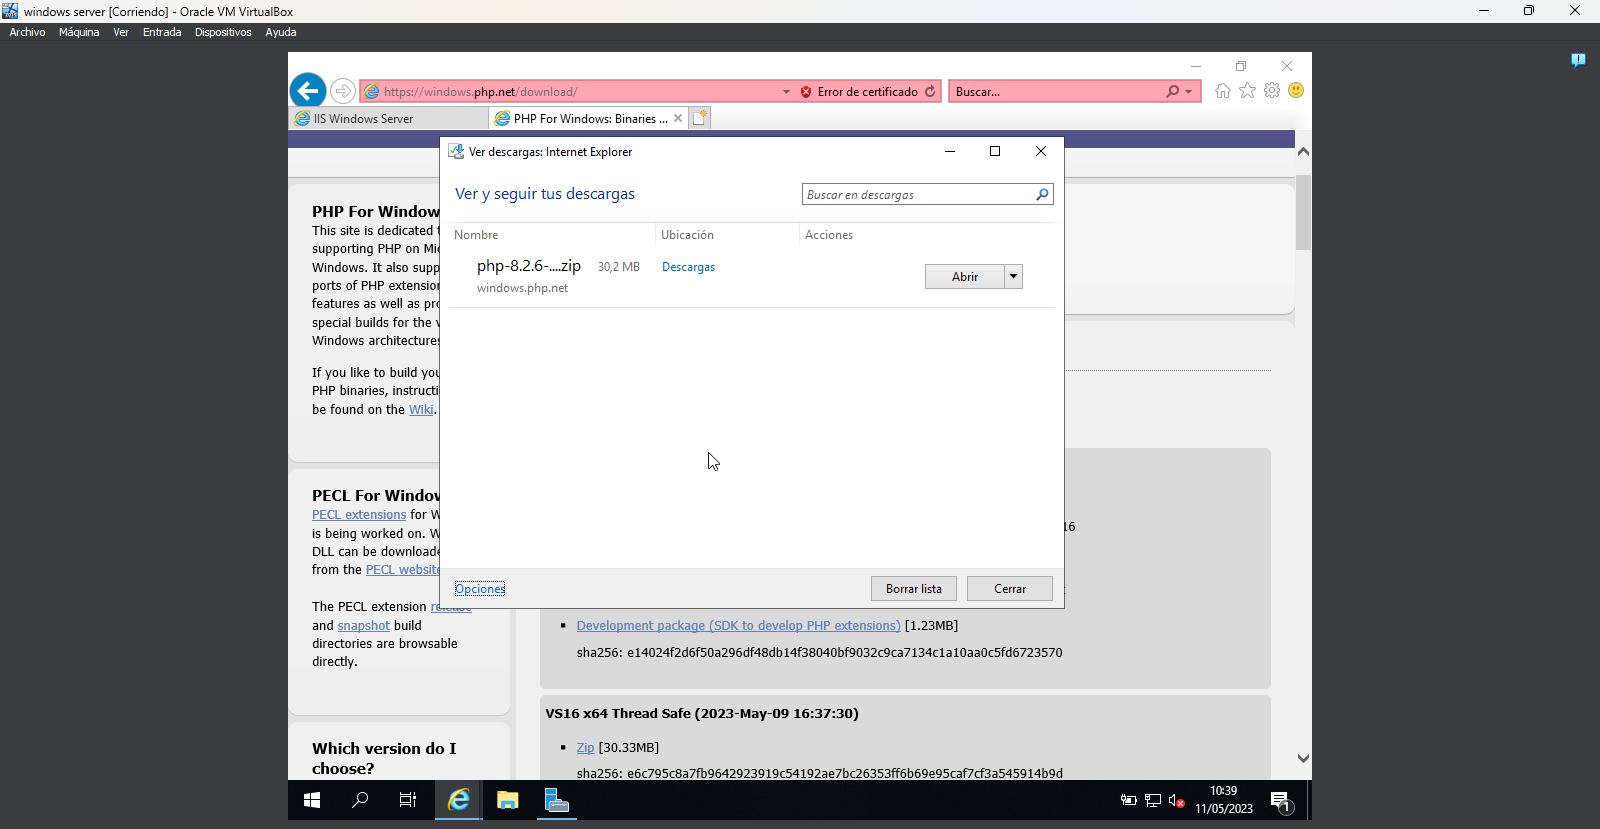 windows server [Corriendo] - Oracle VM VirtualBox
Archivo Máquina Ver Entrada Dispositivos Ayuda
https://windows.php.net/download/ Error de certificado Buscar...
IIS Windows Server PHP For Windows: Binaries ...
Ver descargas: Internet Explorer
Ver y seguir tus descargas Buscar en descargas
Nombre Ubicación Acciones
php-8.2.6-....zip 30,2 MB Descargas Abrir
windows.php.net
Opciones Borrar lista Cerrar
PHP For Window
This site is dedicated
supporting PHP on Mi
Windows. It also supp
ports of PHP extension
features as well as pr
special builds for the
Windows architectures
If you like to build you
PHP binaries, instructi
be found on the Wiki.
PECL For Window
PECL extensions for W
is being worked on. W
DLL can be download
from the PECL website
The PECL extension release
and snapshot build
directories are browsable
directly.
Which version do I
choose?
16
Development package (SDK to develop PHP extensions) [1.23MB]
sha256: e14024f2d6f50a296df48db14f38040bf9032c9ca7134c1a10aa0c5fd6723570
VS16 x64 Thread Safe (2023-May-09 16:37:30)
Zip [30.33MB]
sha256: e6c795c8a7fb9642923919c54192ae7bc26353ff6b69e95caf7cf3a545914b9d
10:39
11/05/2023
1